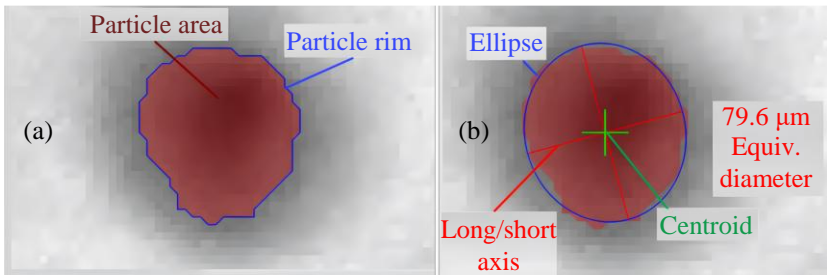 Particle area
Particle rim
(a)
Ellipse
(b)
79.6 μm
Equiv.
diameter
Long/short
axis
Centroid